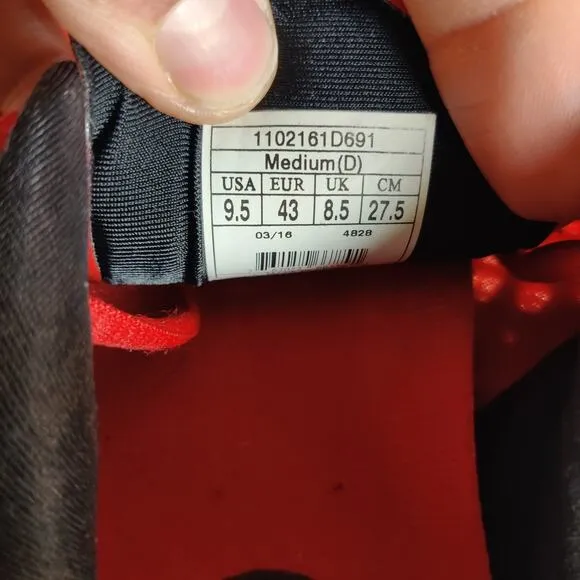 1102161D691
Medium(D)
USA EUR UK CM
9.5 43 8.5 27.5
03/16 4828